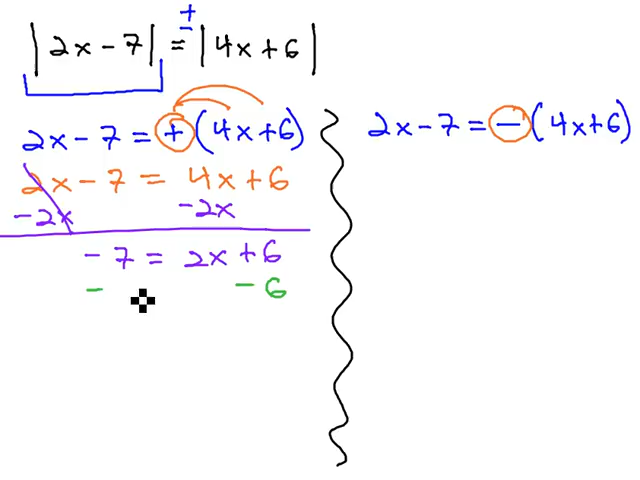 ±
|2x - 7| = |4x + 6|
2x - 7 = + (4x + 6)
2x - 7 = 4x + 6
- 2x - 2x
- 7 = 2x + 6
- - 6
2x - 7 = - (4x + 6)